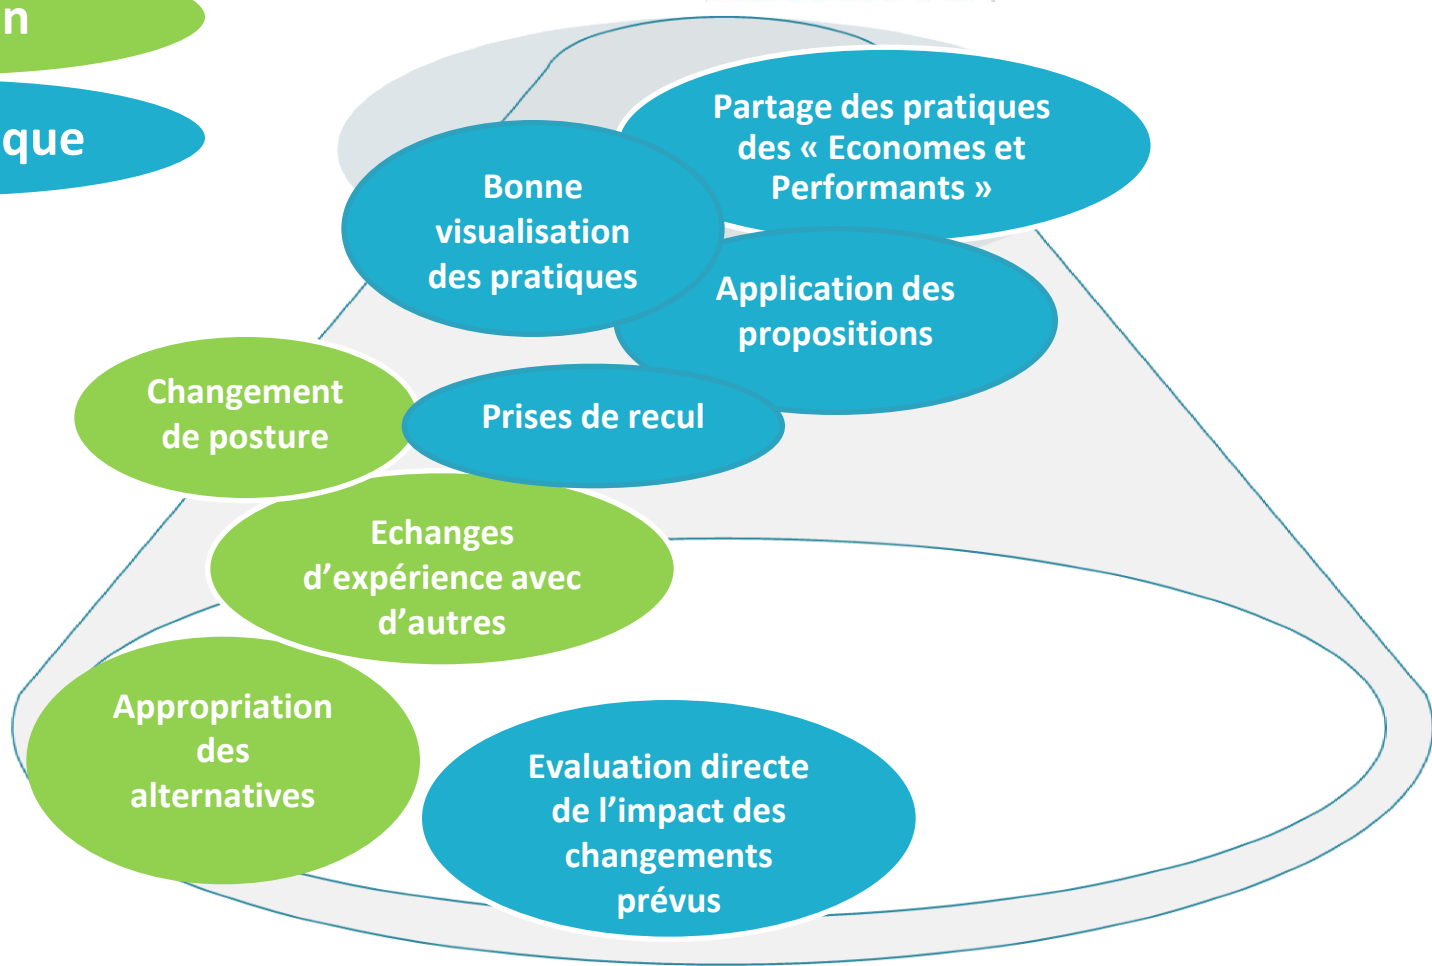 n
que
Partage des pratiques
des « Economes et
Performants »
Bonne
visualisation
des pratiques
Application des
propositions
Changement
de posture
Prises de recul
Echanges
d’expérience avec
d’autres
Appropriation
des
alternatives
Evaluation directe
de l’impact des
changements
prévus